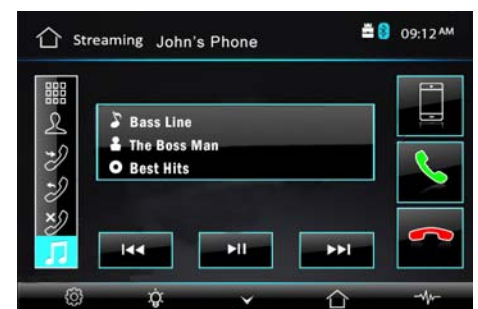 Streaming John's Phone 09:12 AM
Bass Line
The Boss Man
Best Hits